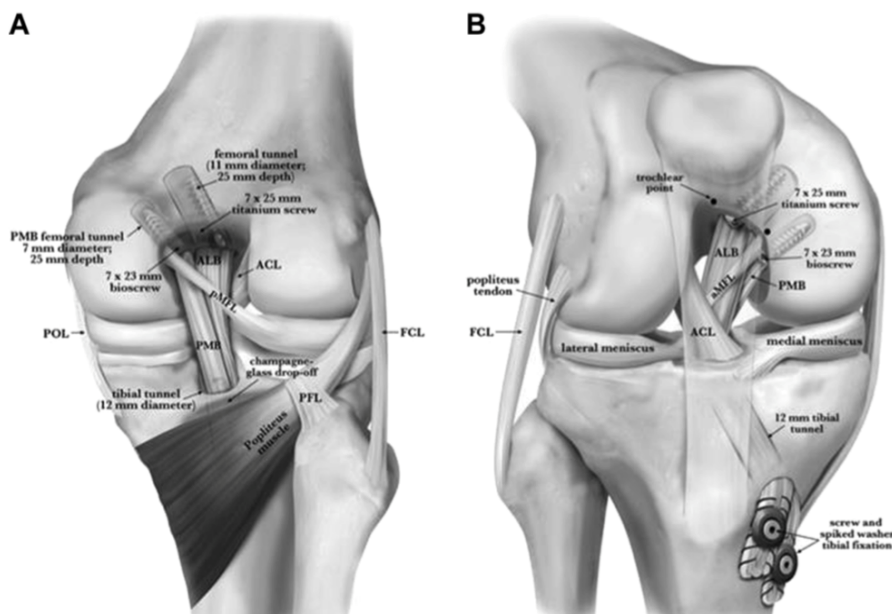 A
femoral tunnel
(11 mm diameter;
25 mm depth)
7 x 25 mm
titanium screw
PMB femoral tunnel
7 mm diameter;
25 mm depth
7 x 23 mm
bioscrew
ALB
ACL
pMFL
POL
PMB
FCL
champagne-
glass drop-off
tibial tunnel
(12 mm diameter)
PFL
Popliteus
muscle
B
trochlear
point
7 x 25 mm
titanium screw
ALB
7 x 23 mm
bioscrew
aMFL
PMB
popliteus
tendon
FCL
ACL
lateral meniscus
medial meniscus
12 mm tibial
tunnel
screw and
spiked washer
tibial fixation